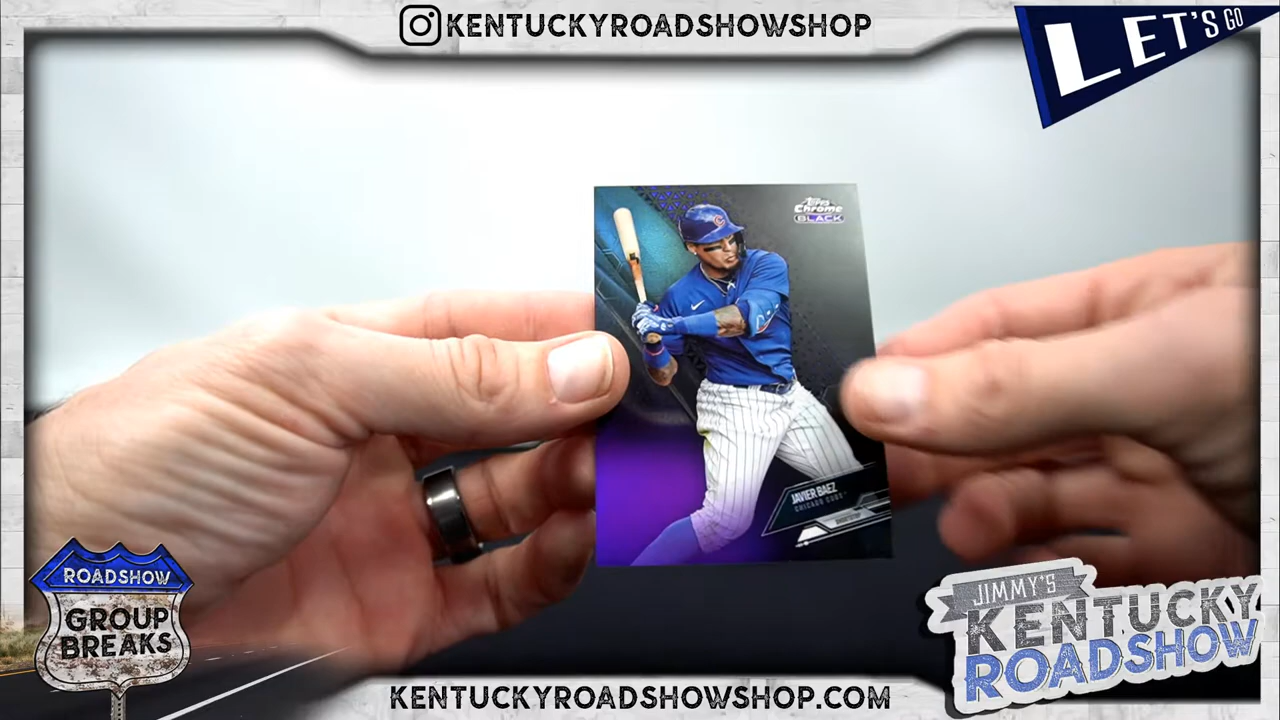 KENTUCKYROADSHOWSHOP
LET'S GO
Topps
Chrome
BLACK
C
JAVIER BAEZ
CHICAGO CUBS
ROADSHOW
GROUP
BREAKS
JIMMY'S
KENTUCKY
ROADSHOW
KENTUCKYROADSHOWSHOP.COM